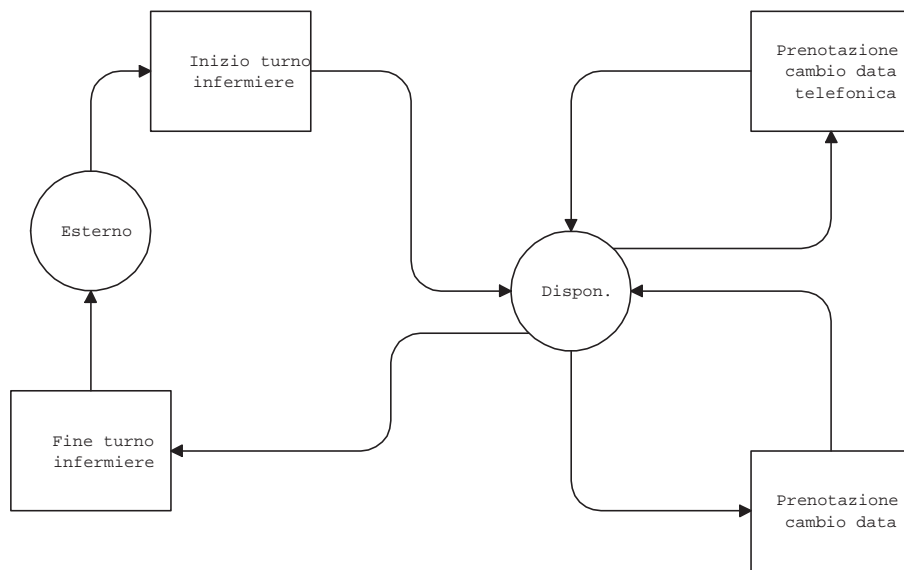 Inizio turno
infermiere
Prenotazione
cambio data
telefonica
Esterno
Dispon.
Fine turno
infermiere
Prenotazione
cambio data